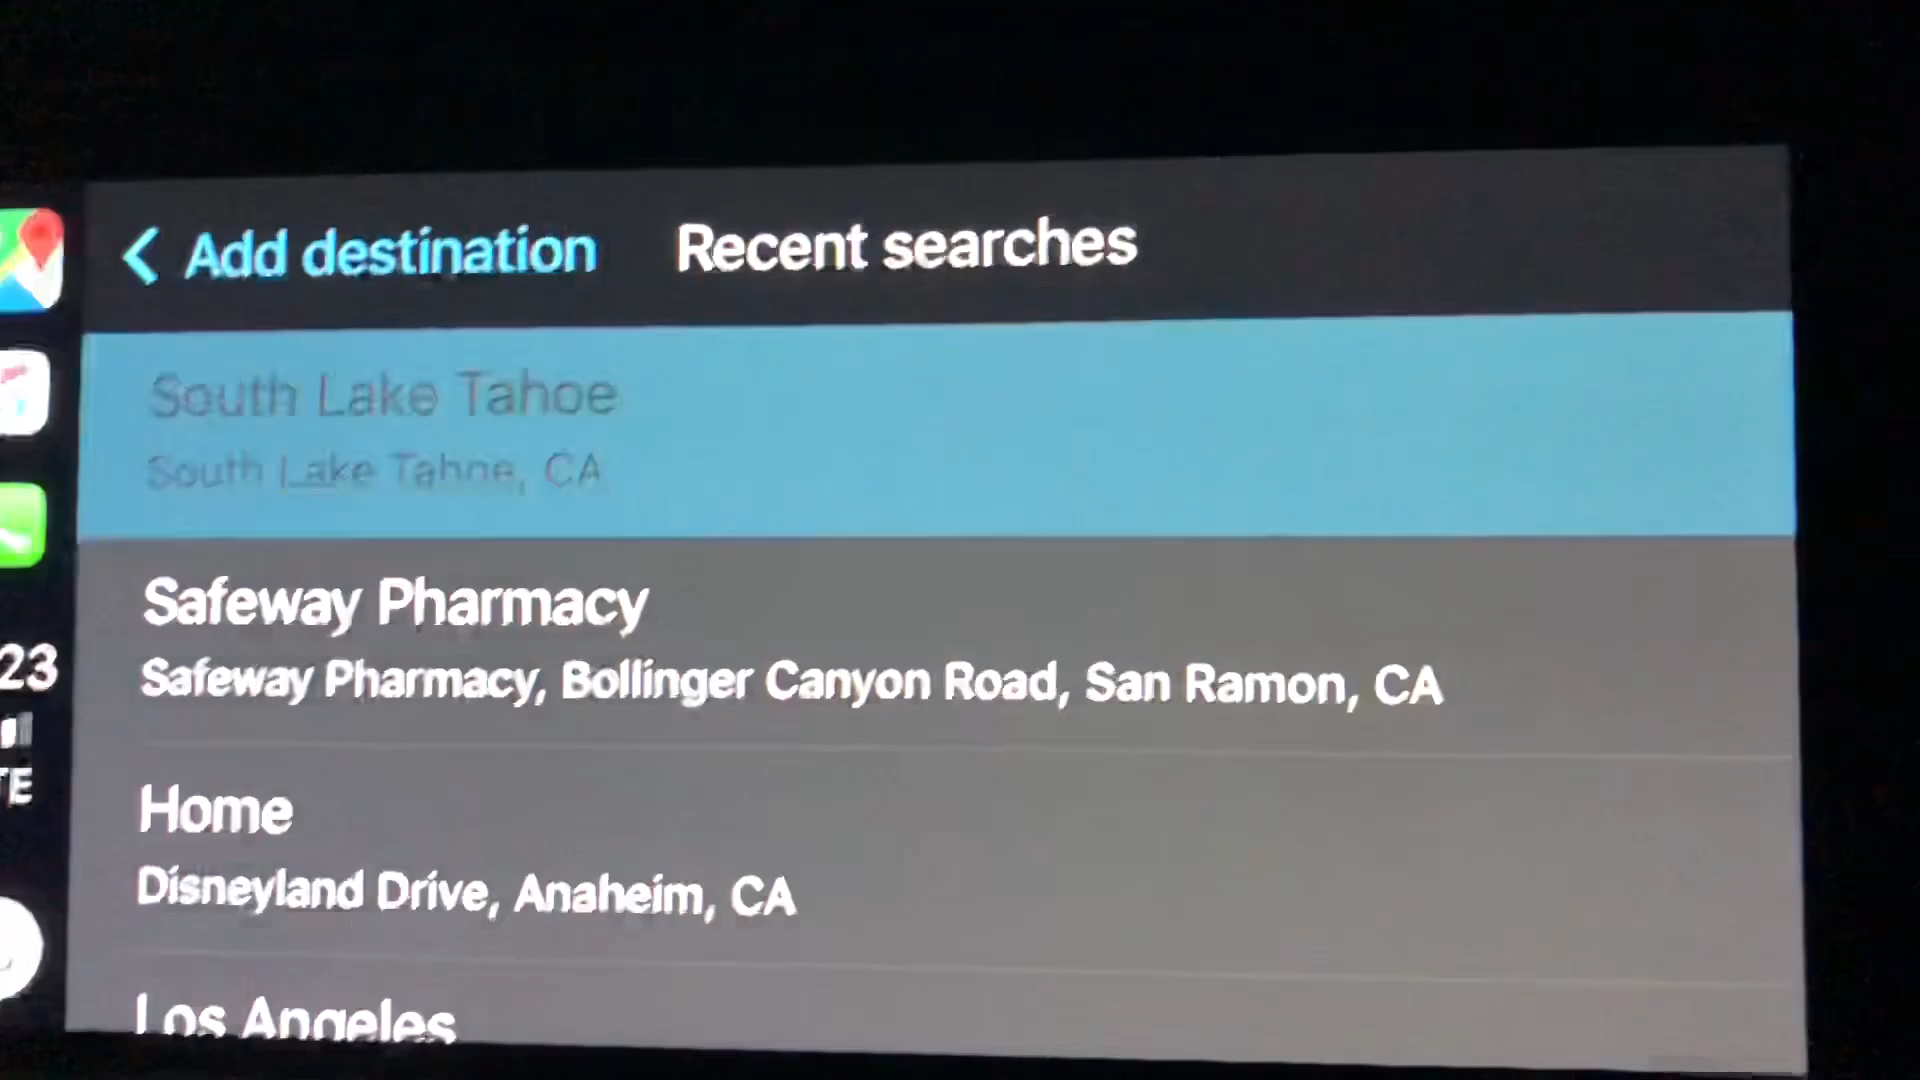 Add destination Recent searches
South Lake Tahoe
South Lake Tahoe, CA
Safeway Pharmacy
Safeway Pharmacy, Bollinger Canyon Road, San Ramon, CA
23
TE
Home
Disneyland Drive, Anaheim, CA
Los Angeles